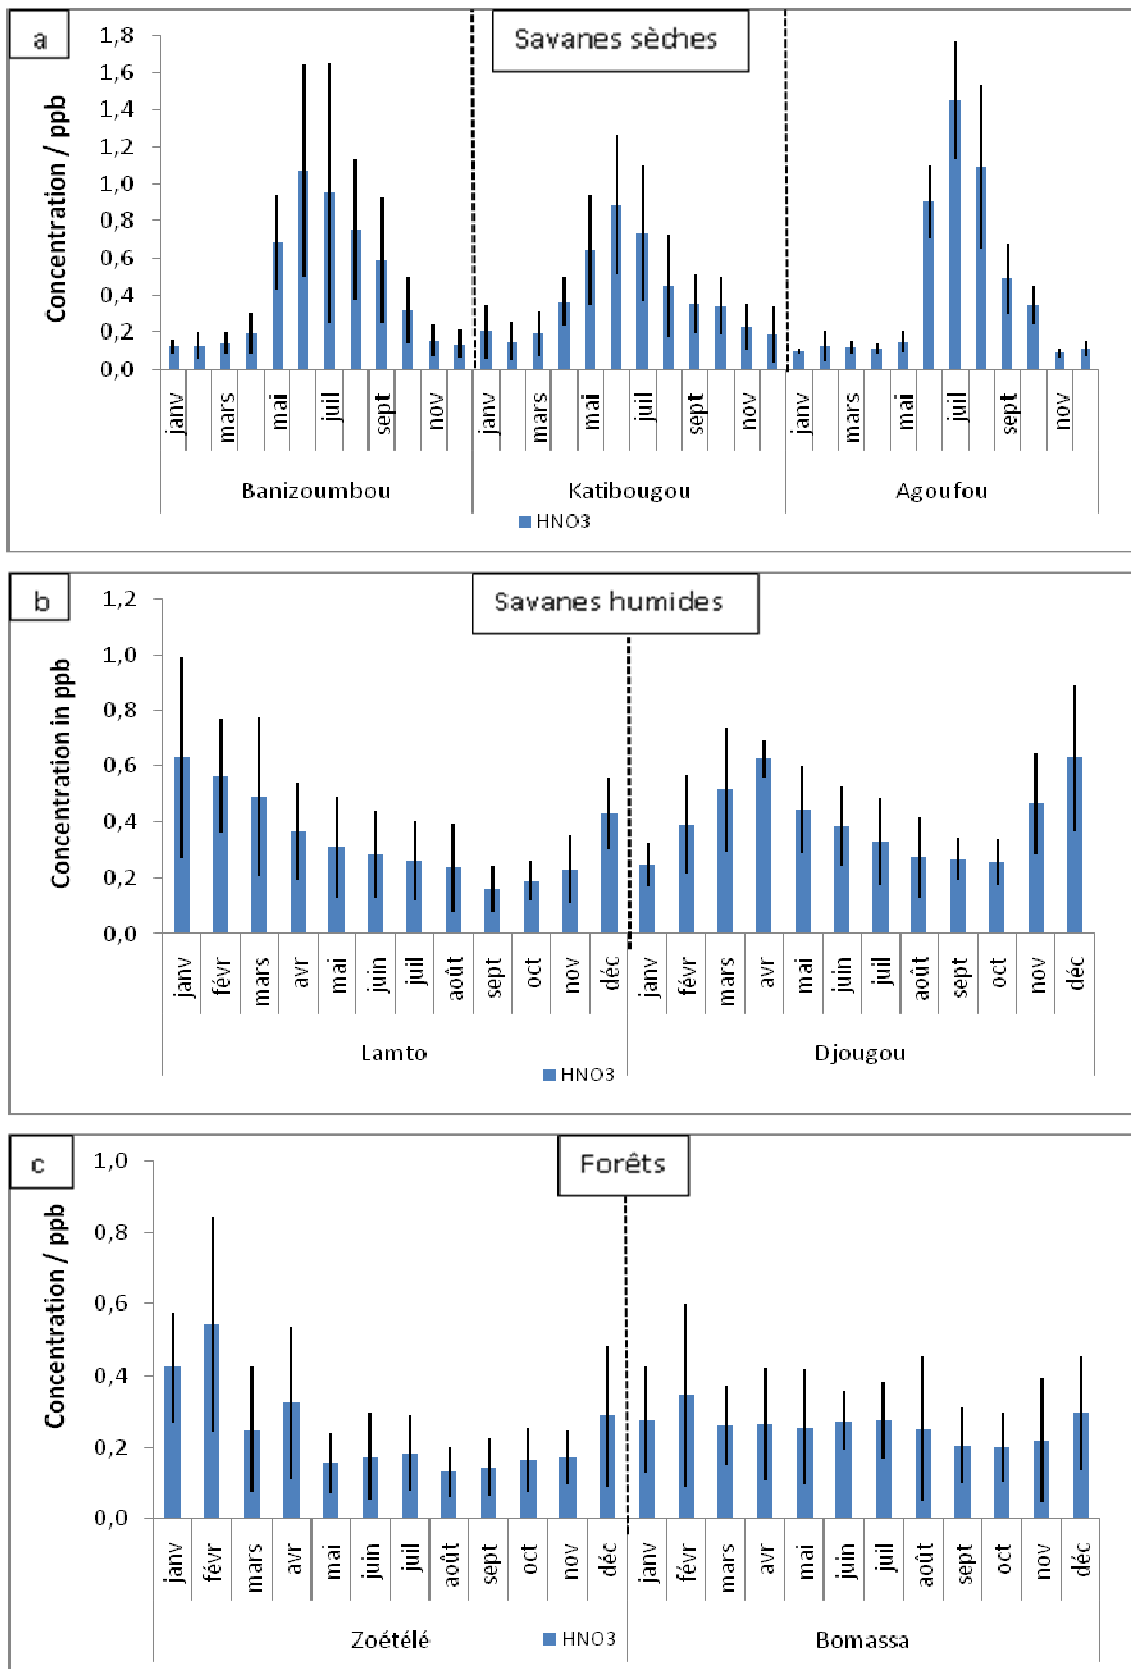 a
Savanes sèches
Concentration / ppb
1,8
1,6
1,4
1,2
1,0
0,8
0,6
0,4
0,2
0,0
janv
mars
mai
juil
sept
nov
janv
mars
mai
juil
sept
nov
janv
mars
mai
juil
sept
nov
Banizoumbou
Katibougou
Agoufou
HNO3
b
Savanes humides
Concentration in ppb
1,2
1,0
0,8
0,6
0,4
0,2
0,0
janv
févr
mars
avr
mai
juin
juil
août
sept
oct
nov
déc
janv
févr
mars
avr
mai
juin
juil
août
sept
oct
nov
déc
Lamto
Djougou
HNO3
c
Forêts
Concentration / ppb
1,0
0,8
0,6
0,4
0,2
0,0
janv
févr
mars
avr
mai
juin
juil
août
sept
oct
nov
déc
janv
févr
mars
avr
mai
juin
juil
août
sept
oct
nov
déc
Zoétélé
HNO3
Bomassa